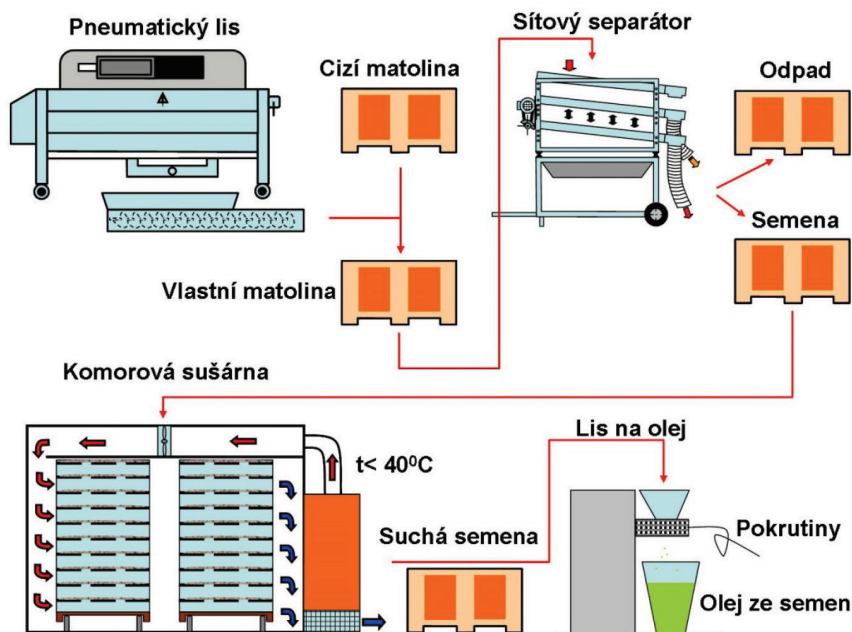 Pneumatický lis
Sítový separátor
Cizí matolina
Odpad
Semena
Vlastní matolina
Komorová sušárna
t< 40⁰C
Lis na olej
Suchá semena
Pokrutiny
Olej ze semen